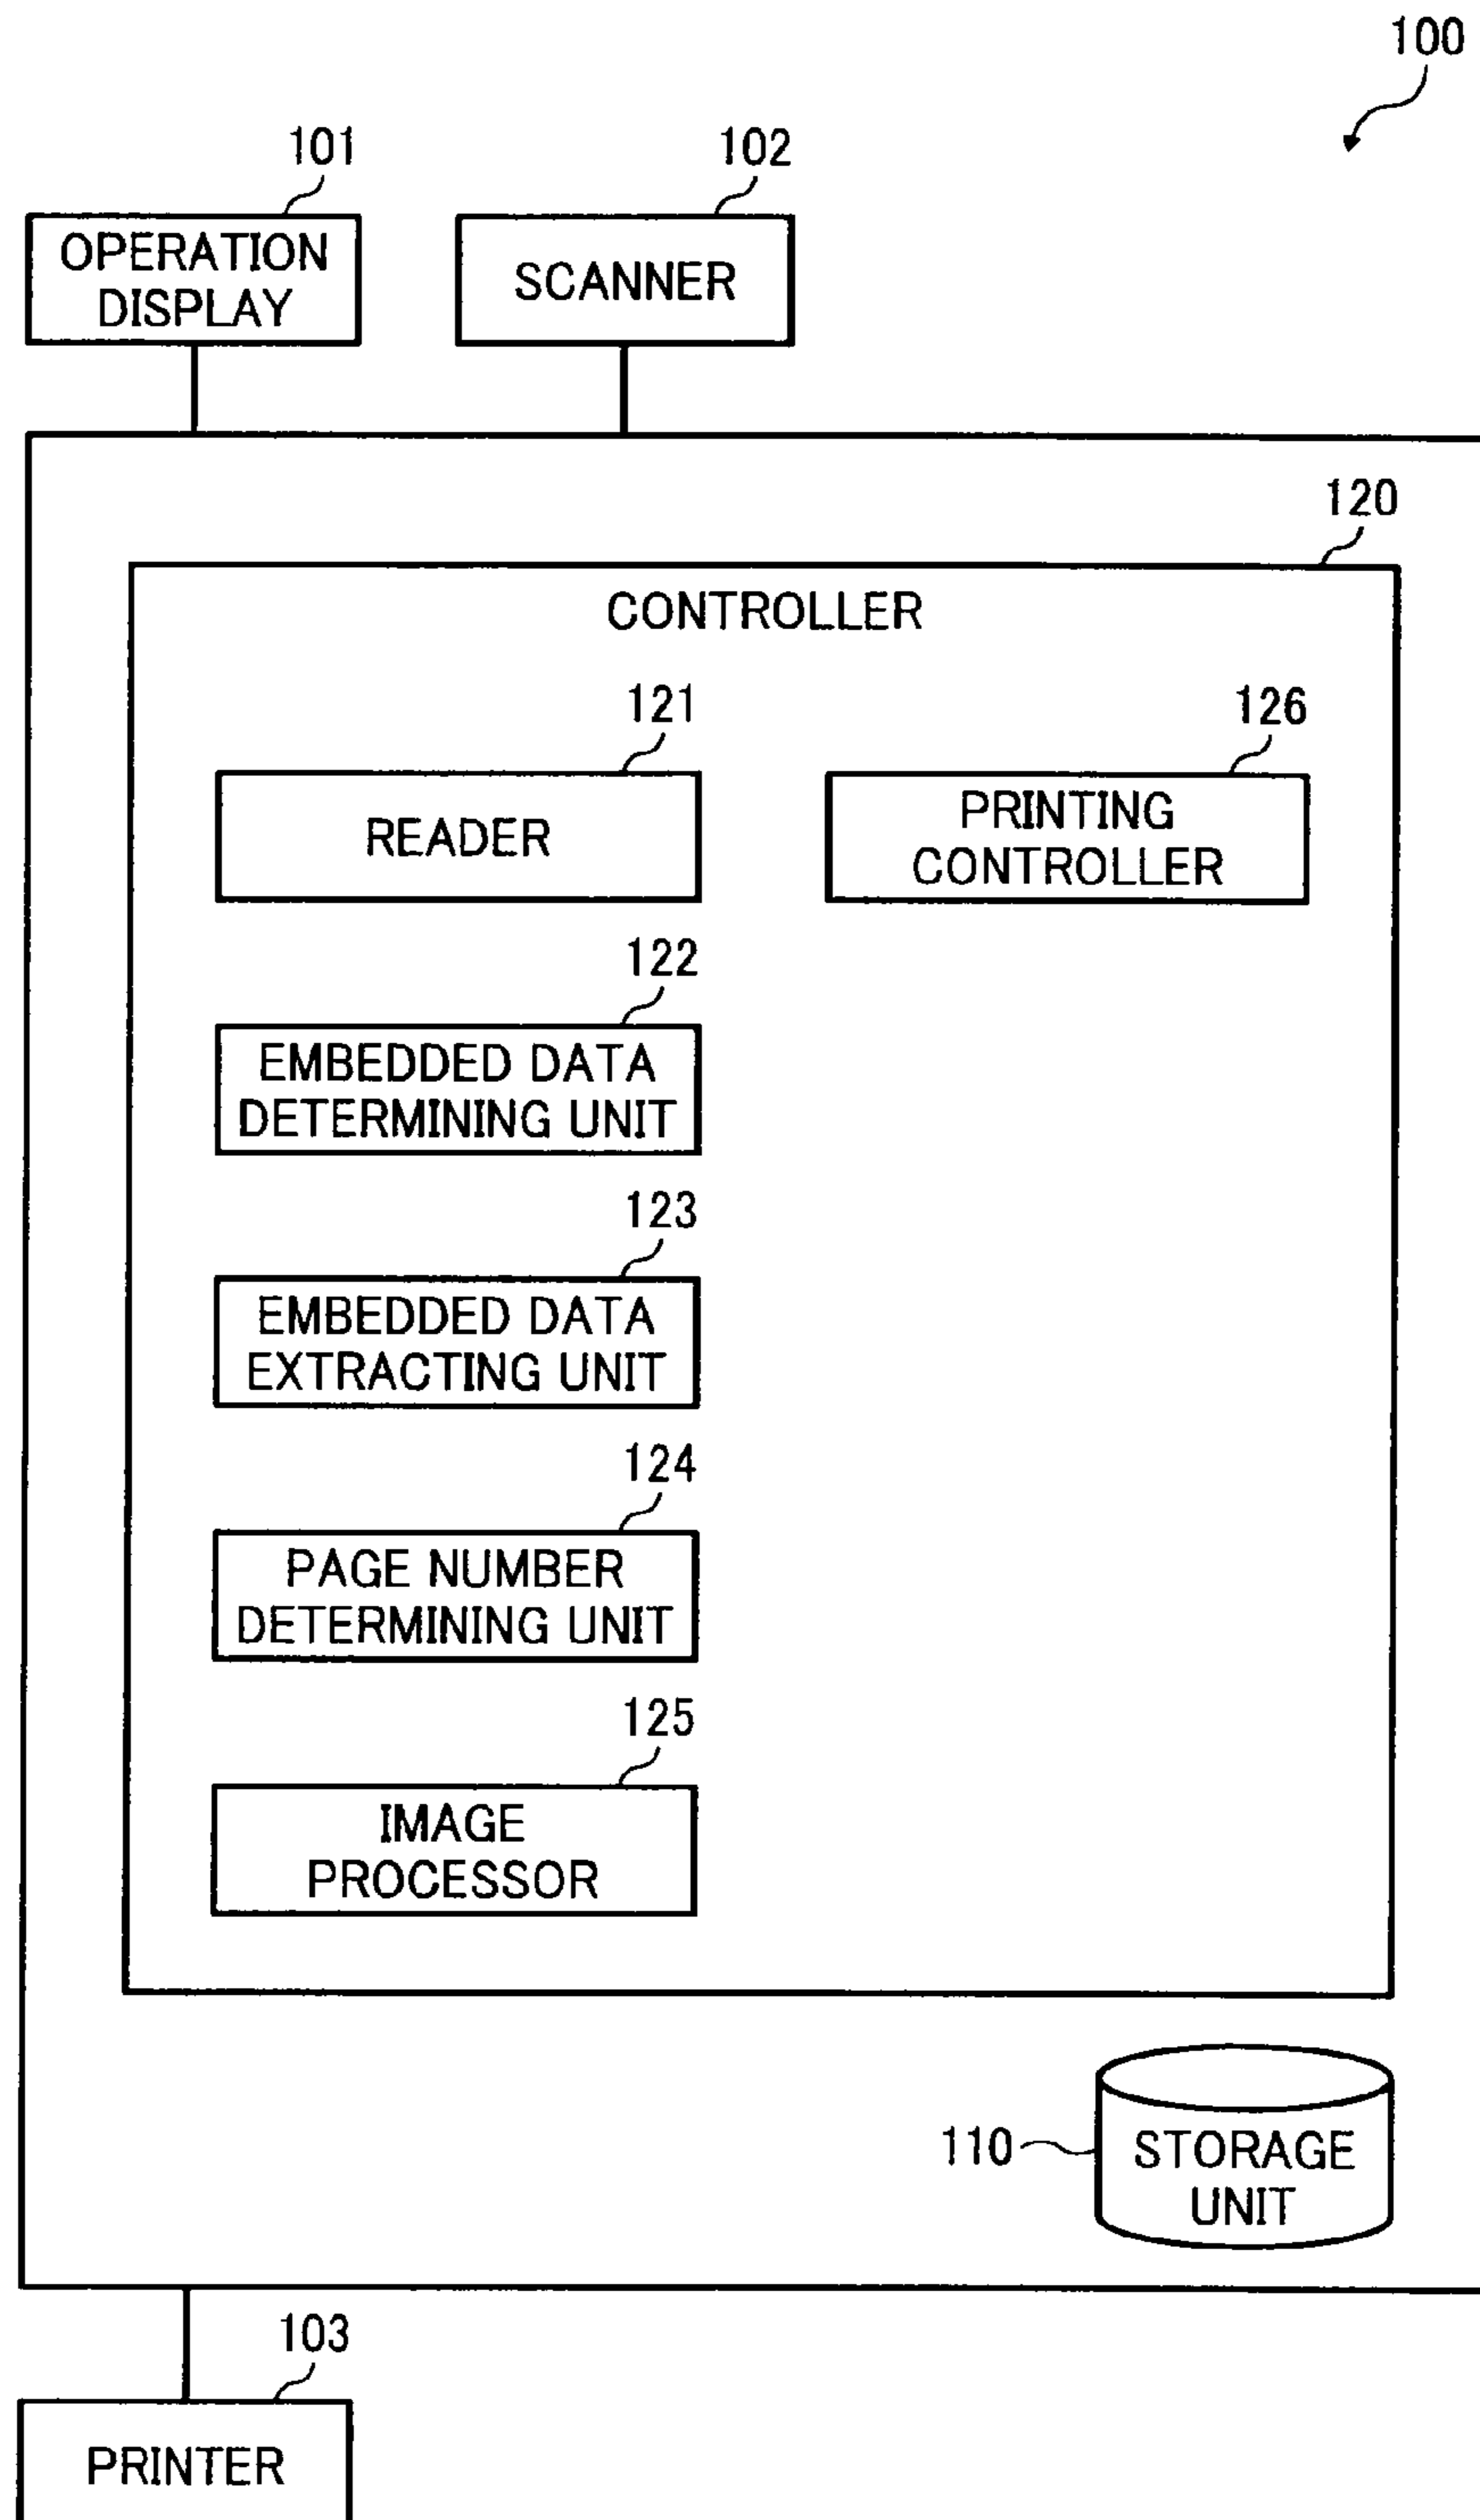 100
101
102
OPERATION
DISPLAY
SCANNER
120
CONTROLLER
121
126
READER
PRINTING
CONTROLLER
122
EMBEDDED DATA
DETERMINING UNIT
123
EMBEDDED DATA
EXTRACTING UNIT
124
PAGE NUMBER
DETERMINING UNIT
125
IMAGE
PROCESSOR
110
STORAGE
UNIT
103
PRINTER